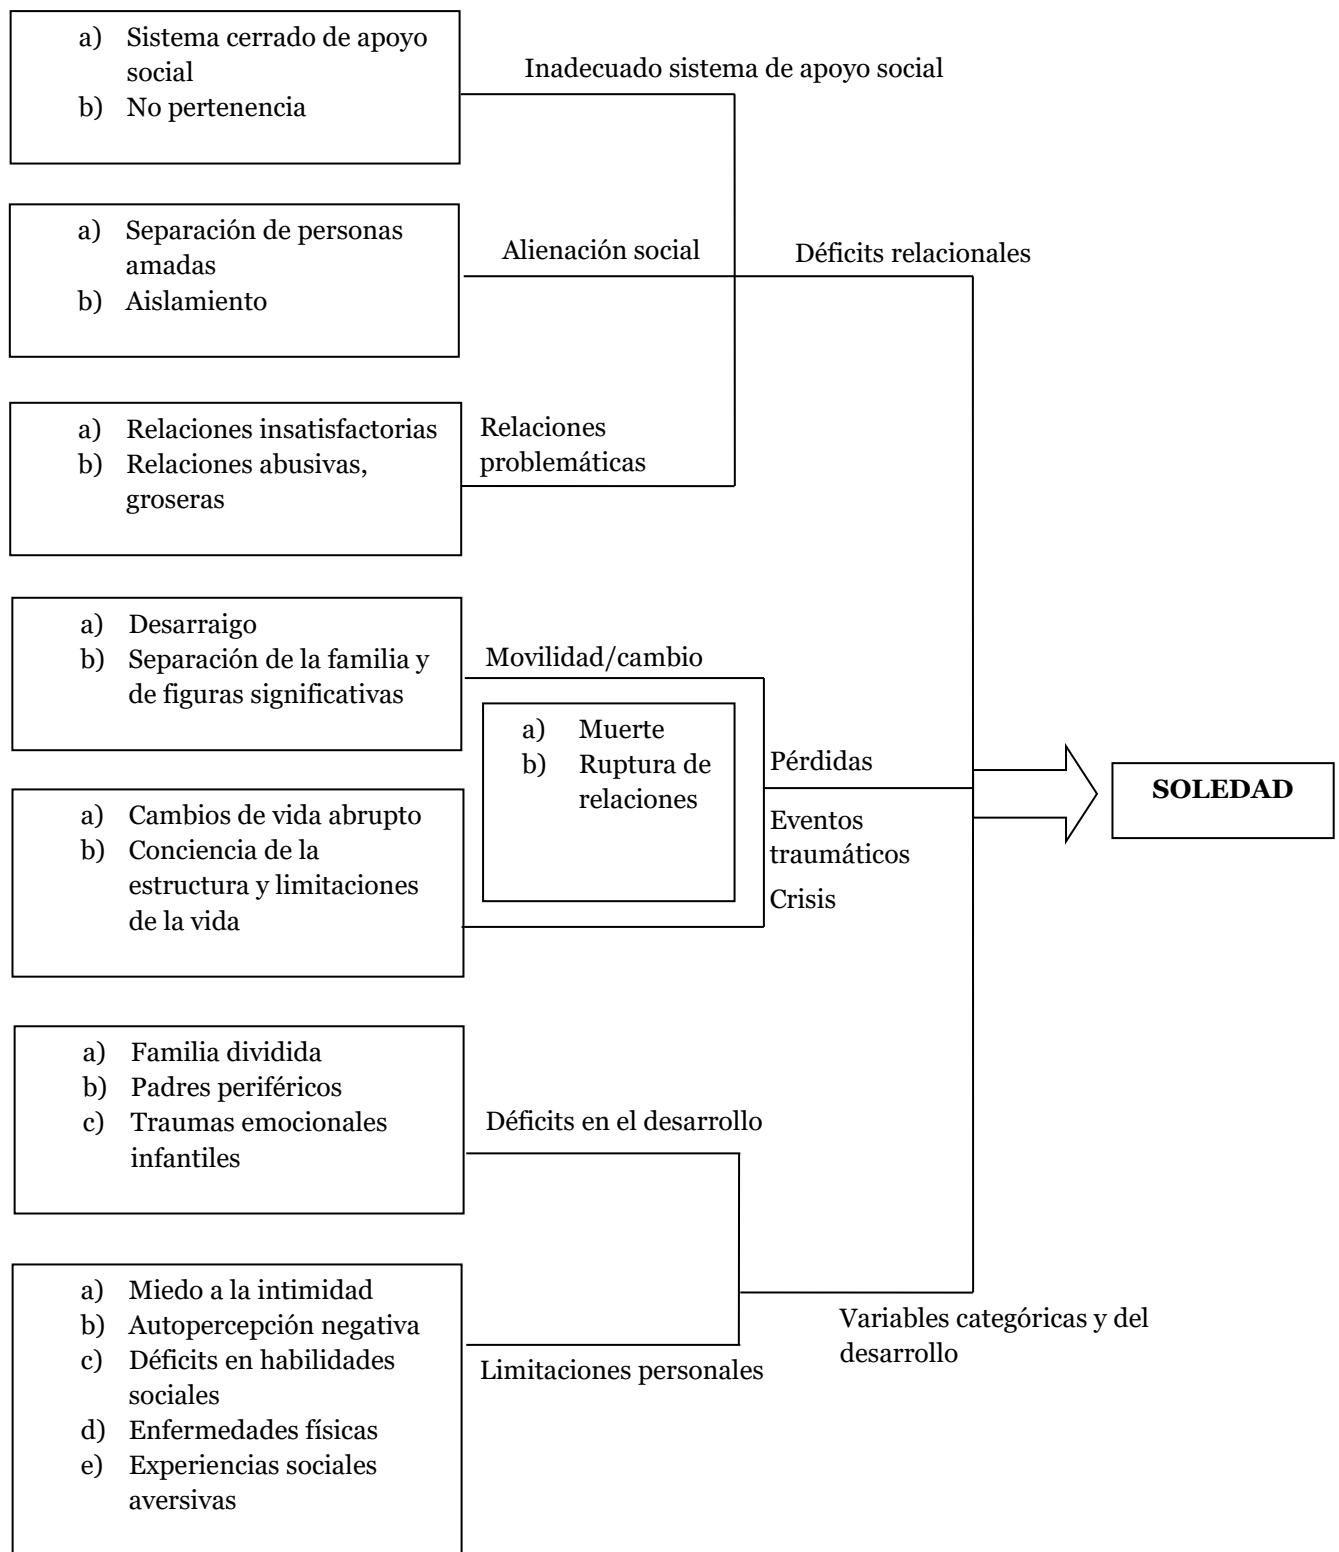 a) Sistema cerrado de apoyo
social
b) No pertenencia
Inadecuado sistema de apoyo social
a) Separación de personas
amadas
b) Aislamiento
Alienación social
Déficits relacionales
a) Relaciones insatisfactorias
b) Relaciones abusivas,
groseras
Relaciones
problemáticas
a) Desarraigo
b) Separación de la familia y
de figuras significativas
Movilidad/cambio
a) Muerte
b) Ruptura de
relaciones
Pérdidas
Eventos
traumáticos
Crisis
SOLEDAD
a) Cambios de vida abrupto
b) Conciencia de la
estructura y limitaciones
de la vida
a) Familia dividida
b) Padres periféricos
c) Traumas emocionales
infantiles
Déficits en el desarrollo
a) Miedo a la intimidad
b) Autopercepción negativa
c) Déficits en habilidades
sociales
d) Enfermedades físicas
e) Experiencias sociales
aversivas
Limitaciones personales
Variables categóricas y del
desarrollo